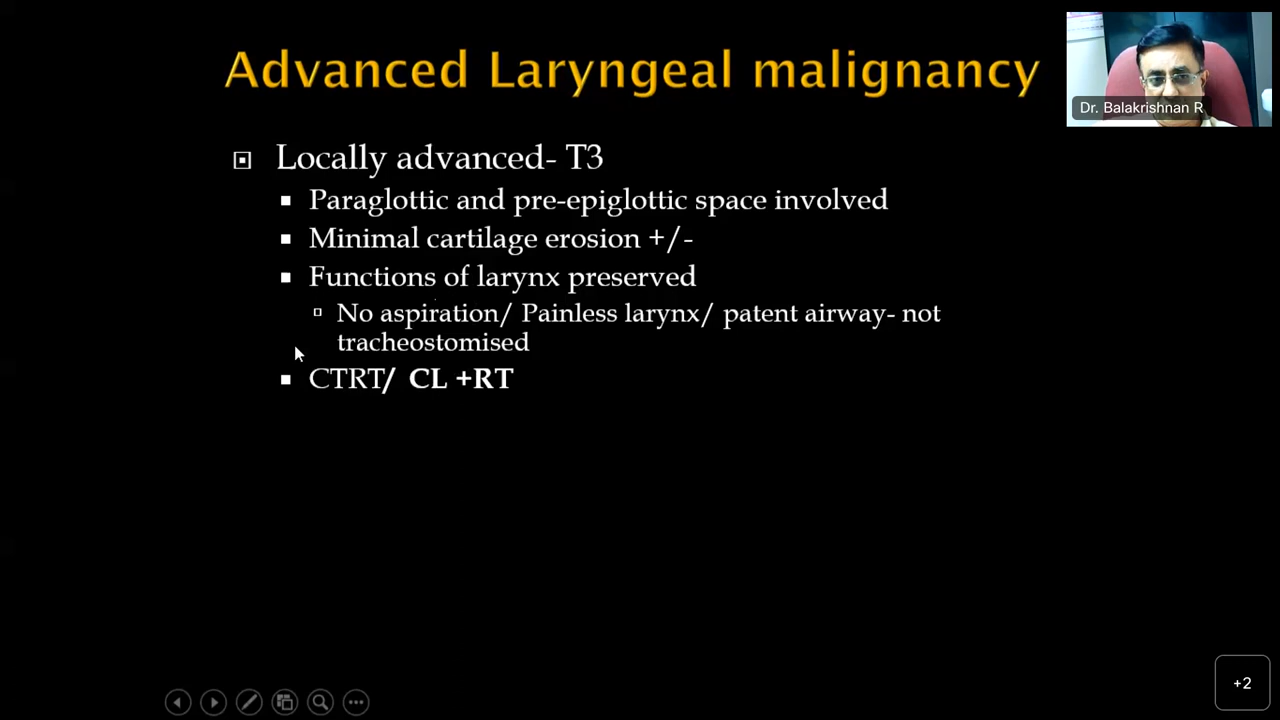 Advanced Laryngeal malignancy
Dr. Balakrishnan R
Locally advanced- T3
Paraglottic and pre-epiglottic space involved
Minimal cartilage erosion +/-
Functions of larynx preserved
No aspiration/ Painless larynx/ patent airway- not
tracheostomised
CTRT/ CL +RT
+2